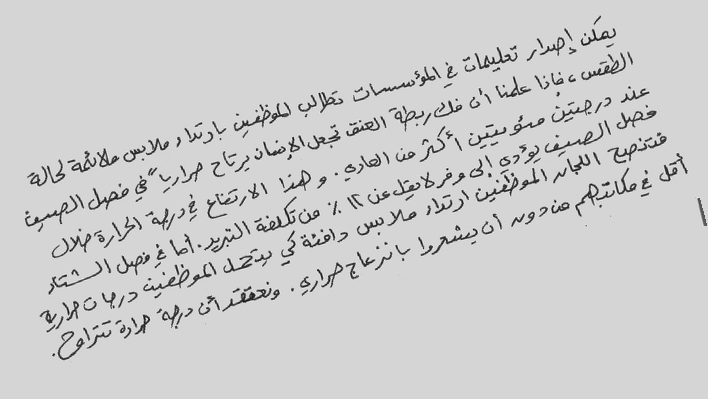 يمكن إصدار تعليمات في المؤسسات تطالب الموظفين بارتداء ملابس ملائمة لحالة
الطقس، فإذا علمنا أن فك ربطة العنق تجعل الإنسان يرتاح حرارياً في فصل الصيف
عند درجتين مئويتين أكثر من العادي. وهذا الارتفاع في درجة الحرارة خلال
فصل الصيف يؤدي إلى وفر لا يقل عن ١٢٪ من تكلفة التبريد. أما في فصل الشتاء
فتنصح اللجان الموظفين ارتداء ملابس دافئة كي يتحمل الموظفين درجات حرارية
أقل في مكاتبهم من دون أن يشعروا بانزعاج حراري. ونعتقد أن درجة حرارة تتراوح.